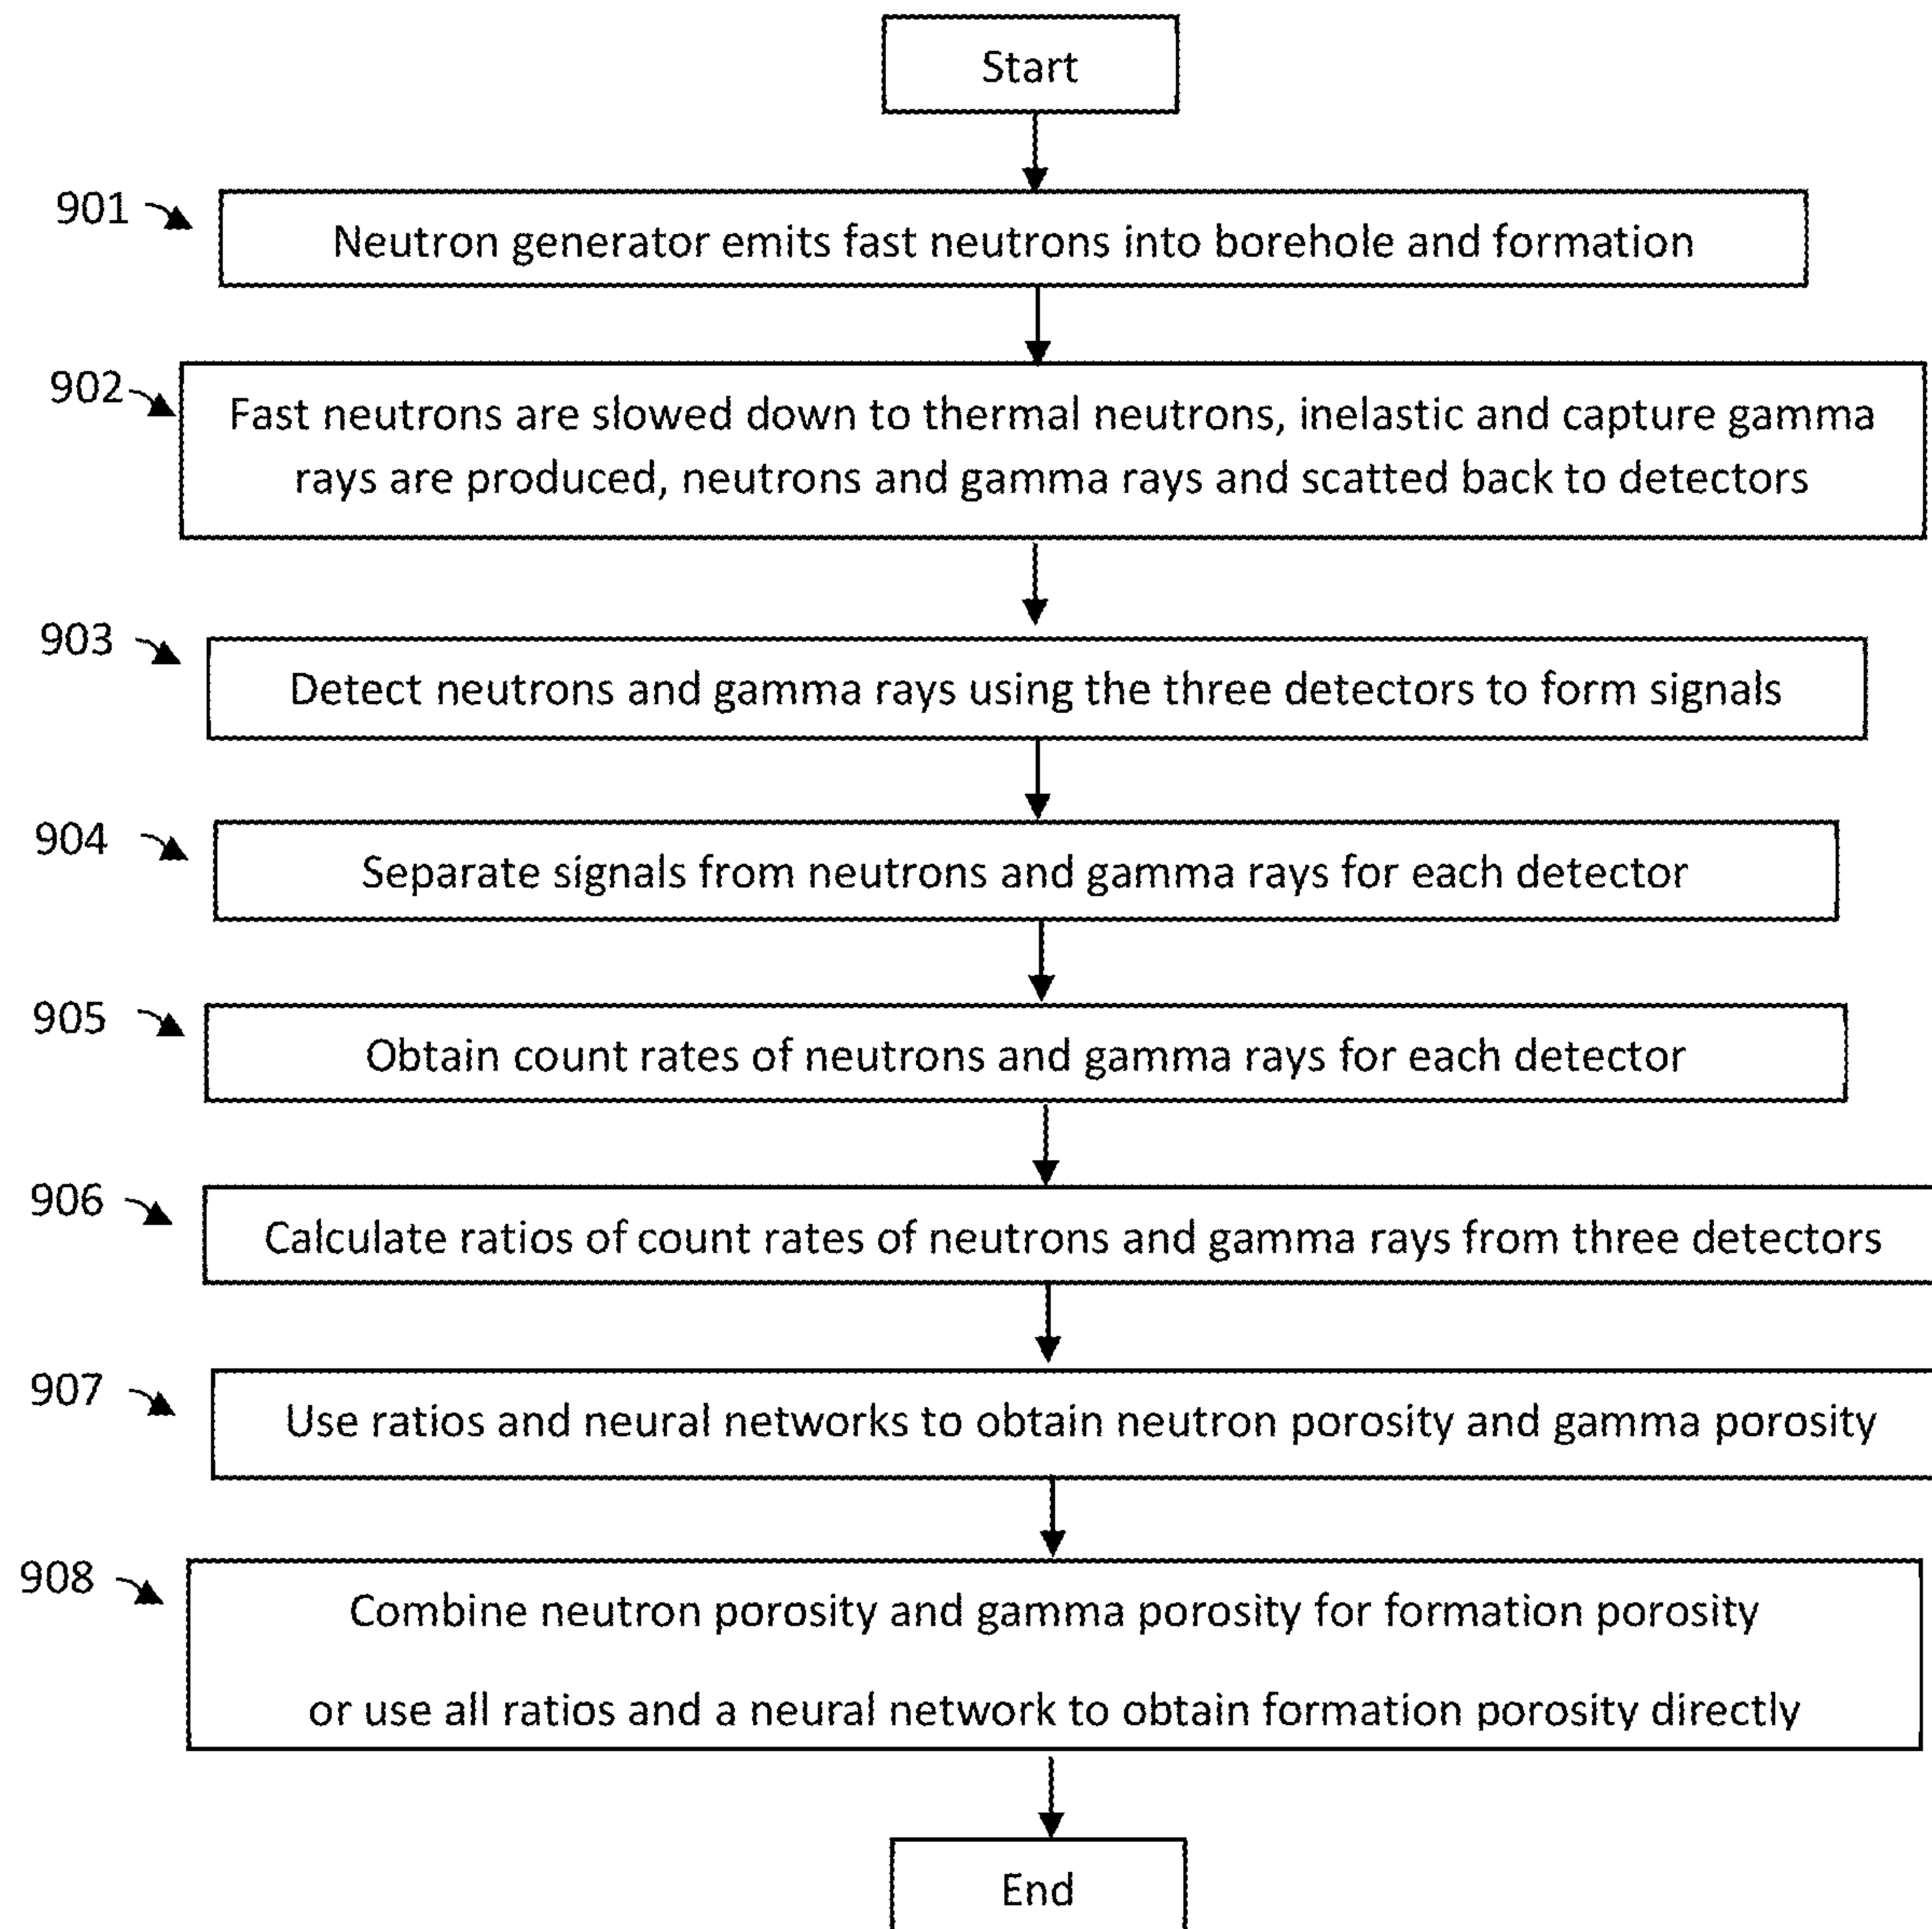 Start
901
Neutron generator emits fast neutrons into borehole and formation
902
Fast neutrons are slowed down to thermal neutrons, inelastic and capture gamma
rays are produced, neutrons and gamma rays and scatted back to detectors
903
Detect neutrons and gamma rays using the three detectors to form signals
904
Separate signals from neutrons and gamma rays for each detector
905
Obtain count rates of neutrons and gamma rays for each detector
906
Calculate ratios of count rates of neutrons and gamma rays from three detectors
907
Use ratios and neural networks to obtain neutron porosity and gamma porosity
908
Combine neutron porosity and gamma porosity for formation porosity
or use all ratios and a neural network to obtain formation porosity directly
End